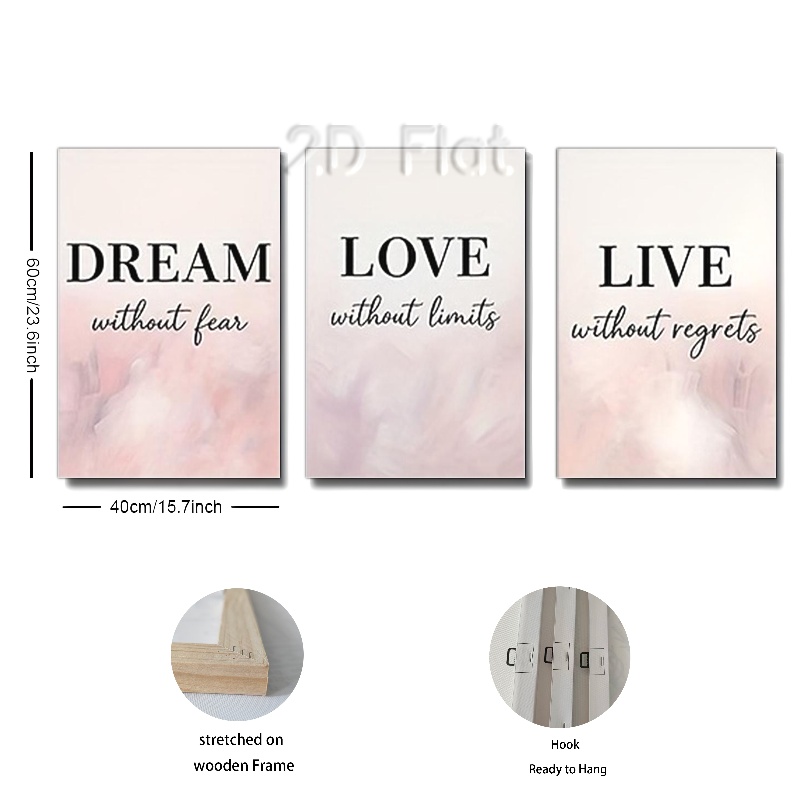 2D Flat
DREAM
without fear
LOVE
without limits
LIVE
without regrets
60cm/23.6inch
40cm/15.7inch
stretched on
wooden Frame
Hook
Ready to Hang